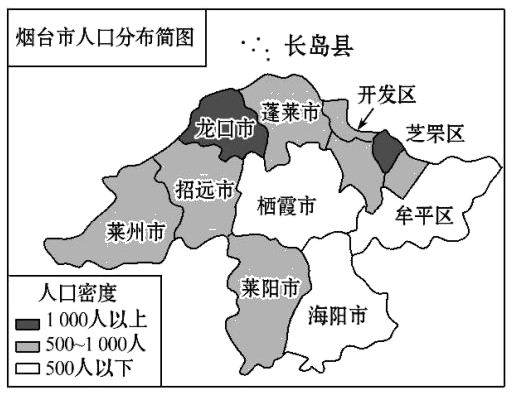 烟台市人口分布简图
长岛县
开发区
蓬莱市
龙口市
芝罘区
招远市
栖霞市
牟平区
莱州市
莱阳市
海阳市
人口密度
1 000人以上
500~1 000人
500人以下